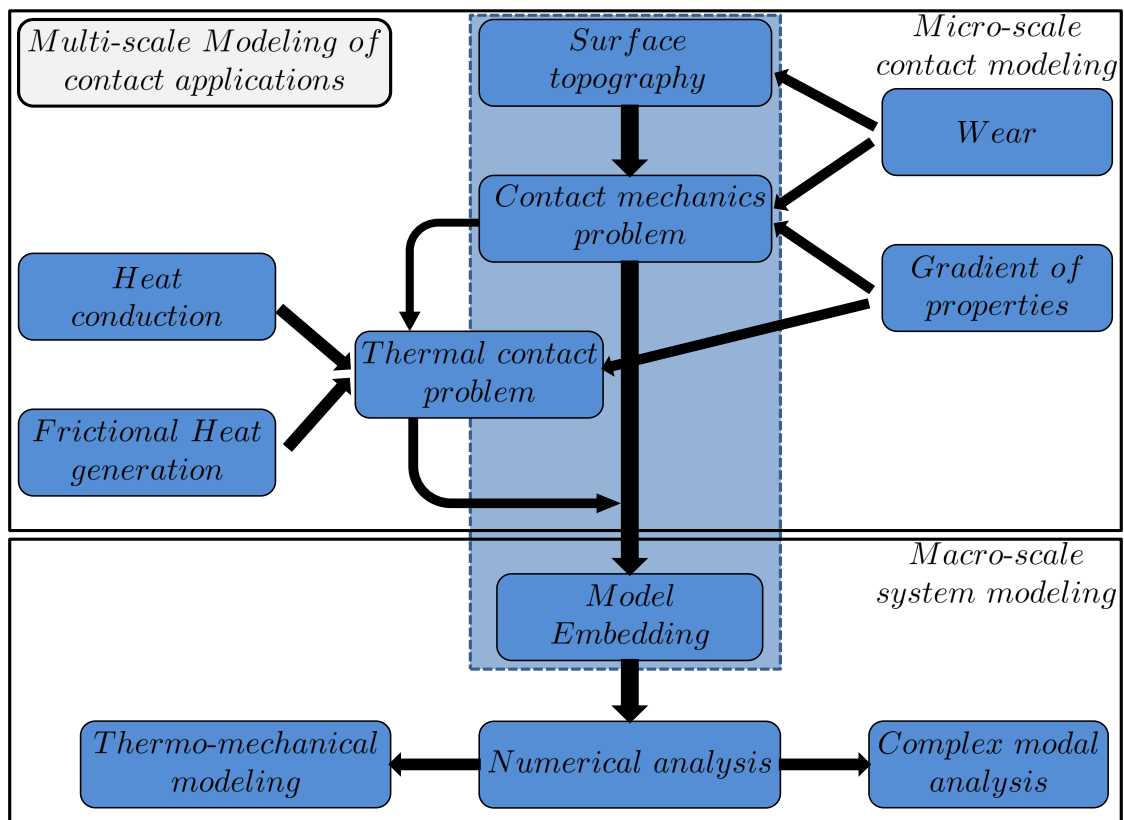 Multi-scale Modeling of
contact applications
Surface
topography
Micro-scale
contact modeling
Wear
Contact mechanics
problem
Heat
conduction
Gradient of
properties
Thermal contact
problem
Frictional Heat
generation
Macro-scale
system modeling
Model
Embedding
Thermo-mechanical
modeling
Numerical analysis
Complex modal
analysis